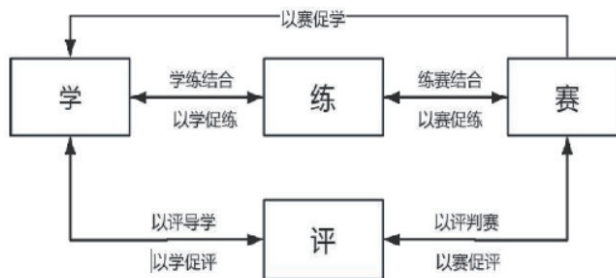 以赛促学
学 学练结合 练 练赛结合 赛
以学促练 以赛促练
以评导学 评 以评判赛
以学促评 以赛促评